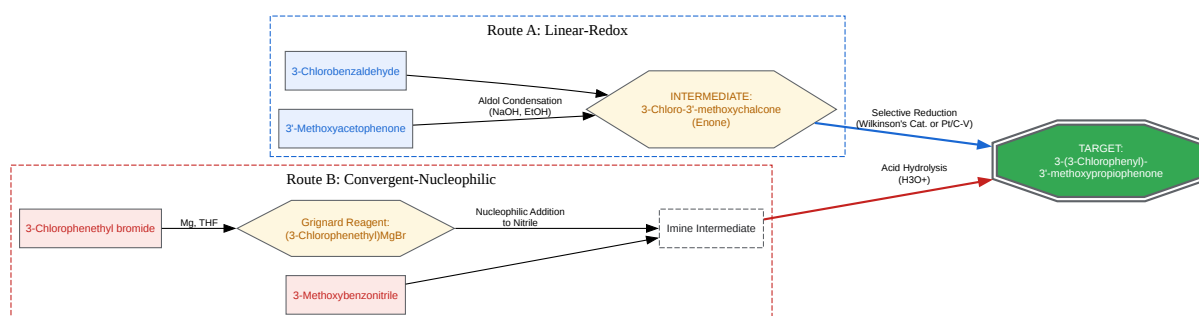 Route A: Linear-Redox
3-Chlorobenzaldehyde
3'-Methoxyacetophenone
Aldol Condensation
(NaOH, EtOH)
INTERMEDIATE:
3-Chloro-3'-methoxychalcone
(Enone)
Selective Reduction
(Wilkinson's Cat. or Pt/C-V)
TARGET:
3-(3-Chlorophenyl)-
3'-methoxypropiophenone
Route B: Convergent-Nucleophilic
3-Chlorophenethyl bromide
Mg, THF
Grignard Reagent:
(3-Chlorophenethyl)MgBr
Nucleophilic Addition
to Nitrile
3-Methoxybenzonitrile
Imine Intermediate
Acid Hydrolysis
(H3O+)